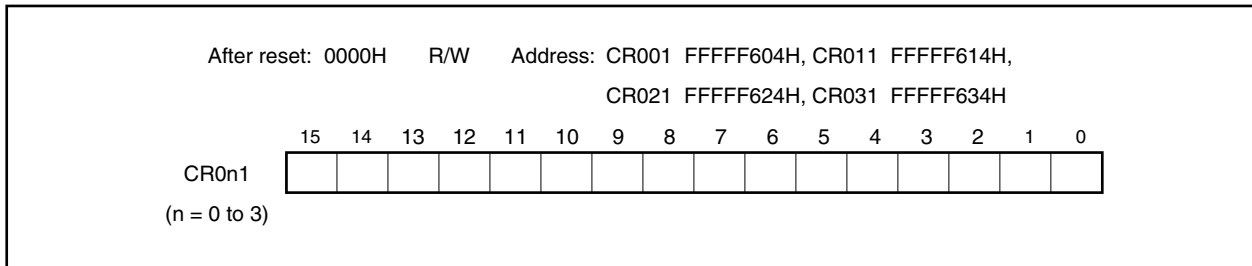 After reset: 0000H R/W Address: CR001 FFFFF604H, CR011 FFFFF614H,
CR021 FFFFF624H, CR031 FFFFF634H
15 14 13 12 11 10 9 8 7 6 5 4 3 2 1 0
CR0n1
(n = 0 to 3)